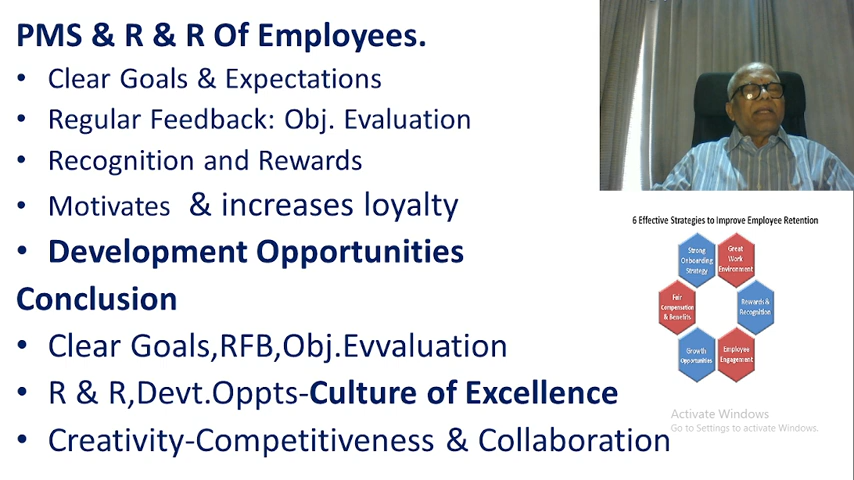 PMS & R & R Of Employees.
• Clear Goals & Expectations
• Regular Feedback: Obj. Evaluation
• Recognition and Rewards
• Motivates & increases loyalty
• Development Opportunities
Conclusion
• Clear Goals,RFB,Obj.Evvaluation
• R & R,Devt.Oppts-Culture of Excellence
• Creativity-Competitiveness & Collaboration
6 Effective Strategies to Improve Employee Retention
Strong
Onboarding
Strategy
Great
Work
Environment
Fair
Compensation
& Benefits
Rewards &
Recognition
Growth
Opportunities
Employee
Engagement
Activate Windows
Go to Settings to activate Windows.